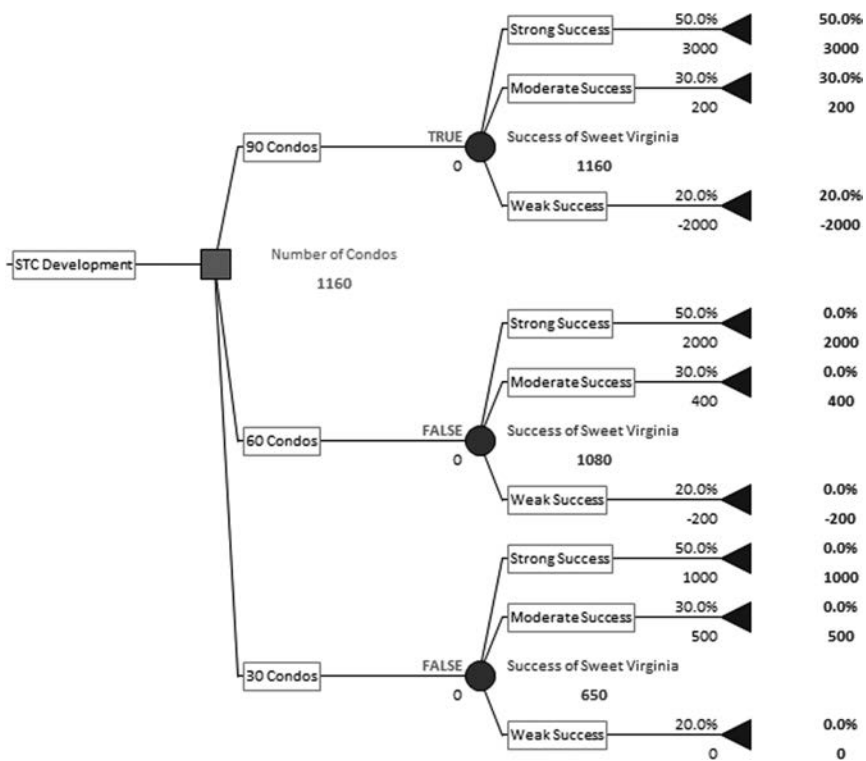 50.0% 50.0%
Strong Success
3000 3000
30.0% 30.0%
Moderate Success
200 200
TRUE Success of Sweet Virginia
90 Condos
0 1160
20.0% 20.0%
Weak Success
-2000 -2000
Number of Condos
STC Development
1160
50.0% 0.0%
Strong Success
2000 2000
30.0% 0.0%
Moderate Success
400 400
FALSE Success of Sweet Virginia
60 Condos
0 1080
20.0% 0.0%
Weak Success
-200 -200
50.0% 0.0%
Strong Success
1000 1000
30.0% 0.0%
Moderate Success
500 500
FALSE Success of Sweet Virginia
30 Condos
0 650
20.0% 0.0%
Weak Success
0 0